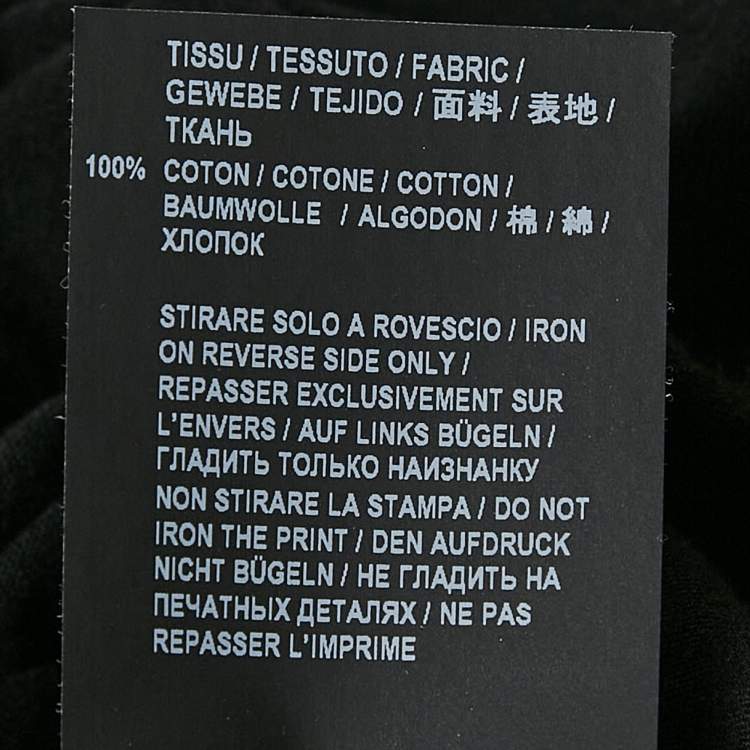 TISSU / TESSUTO / FABRIC /
GEWEBE / TEJIDO / 面料 / 表地 /
ТКАНЬ
100% COTON / COTONE / COTTON /
BAUMWOLLE / ALGODON / 棉 / 綿 /
ХЛОПОК
STIRARE SOLO A ROVESCIO / IRON
ON REVERSE SIDE ONLY /
REPASSER EXCLUSIVEMENT SUR
L'ENVERS / AUF LINKS BÜGELN /
ГЛАДИТЬ ТОЛЬКО НАИЗНАНКУ
NON STIRARE LA STAMPA / DO NOT
IRON THE PRINT / DEN AUFDRUCK
NICHT BÜGELN / НЕ ГЛАДИТЬ НА
ПЕЧАТНЫХ ДЕТАЛЯХ / NE PAS
REPASSER L'IMPRIME